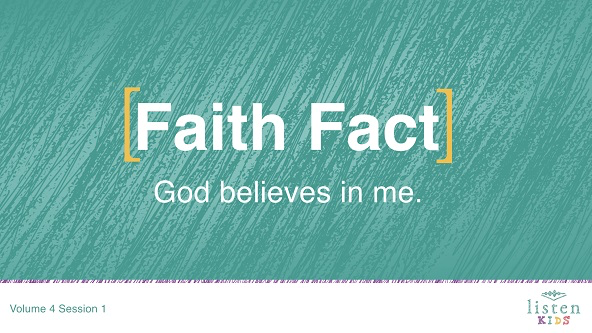 [Faith Fact]
God believes in me.
Volume 4 Session 1
listen
KIDS